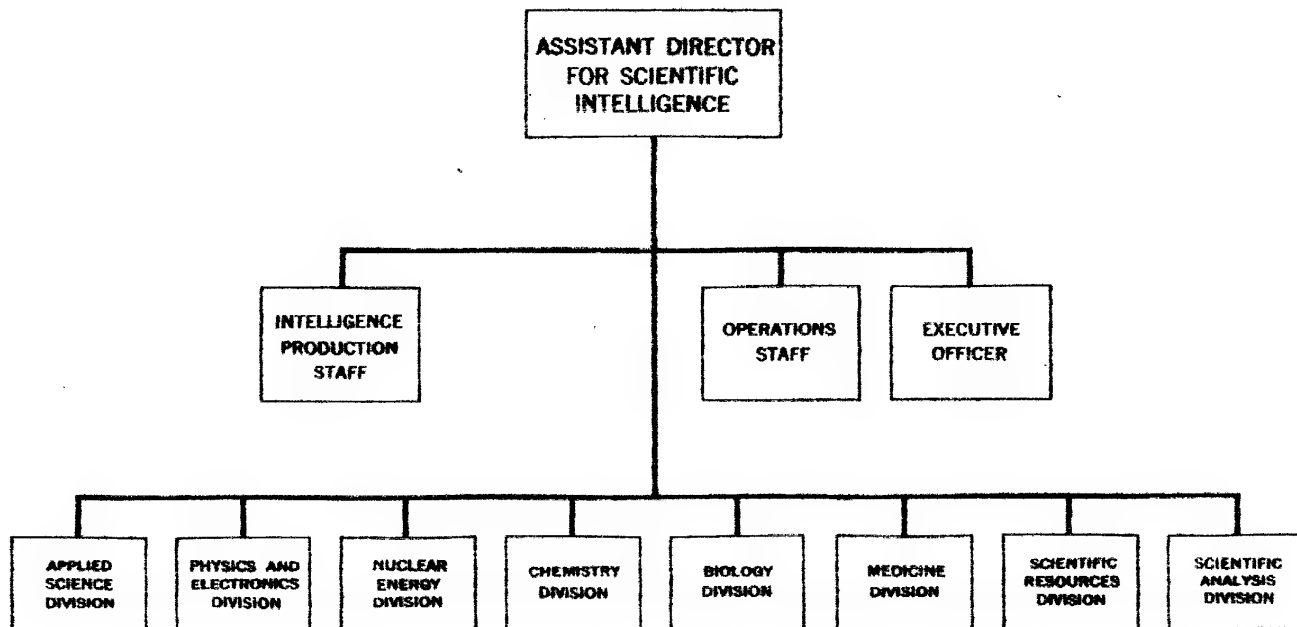 ASSISTANT DIRECTOR
FOR SCIENTIFIC
INTELLIGENCE
INTELLIGENCE
PRODUCTION
STAFF
OPERATIONS
STAFF
EXECUTIVE
OFFICER
APPLIED
SCIENCE
DIVISION
PHYSICS AND
ELECTRONICS
DIVISION
NUCLEAR
ENERGY
DIVISION
CHEMISTRY
DIVISION
BIOLOGY
DIVISION
MEDICINE
DIVISION
SCIENTIFIC
RESOURCES
DIVISION
SCIENTIFIC
ANALYSIS
DIVISION